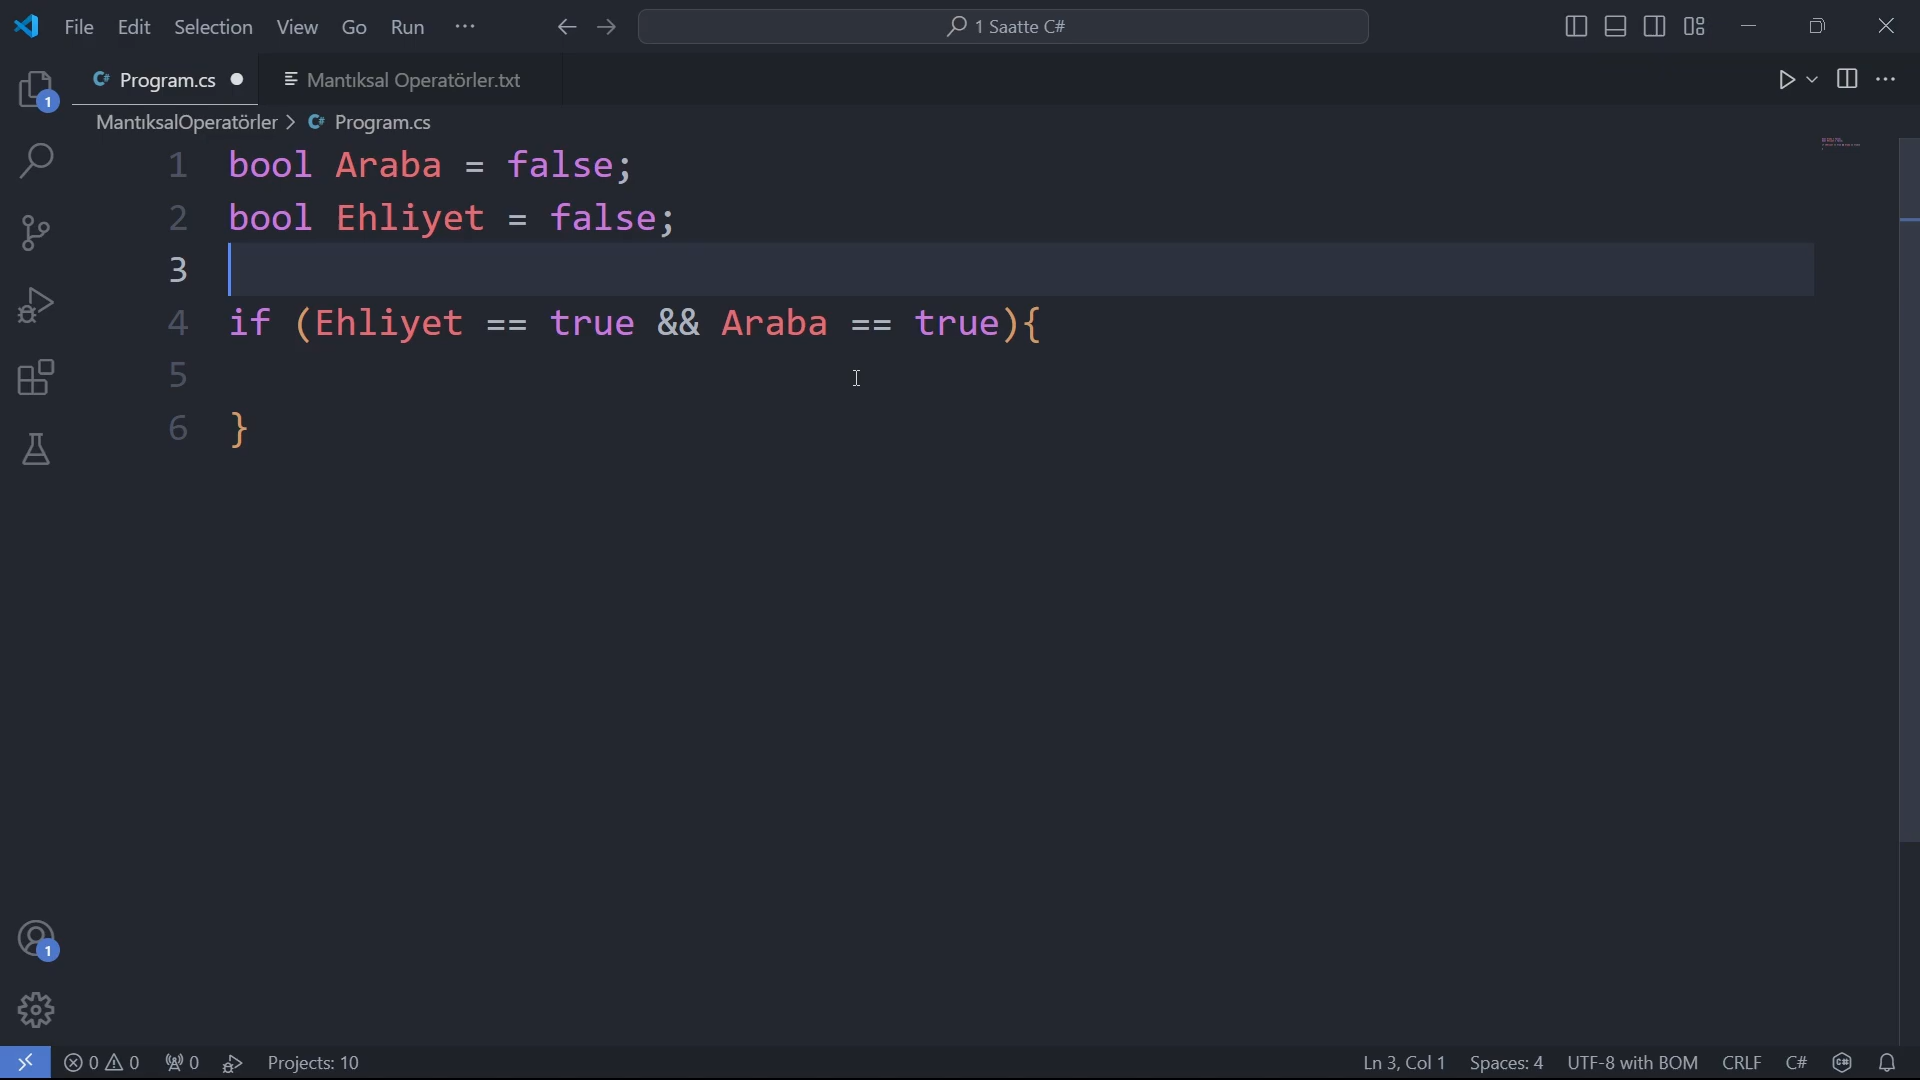 File Edit Selection View Go Run ··· 1 Saatte C#
Program.cs Mantıksal Operatörler.txt
1
MantıksalOperatörler > Program.cs
1 bool Araba = false;
2 bool Ehliyet = false;
3
4 if (Ehliyet == true && Araba == true){
5
6 }
1
0 0 0 Projects: 10 Ln 3, Col 1 Spaces: 4 UTF-8 with BOM CRLF C#